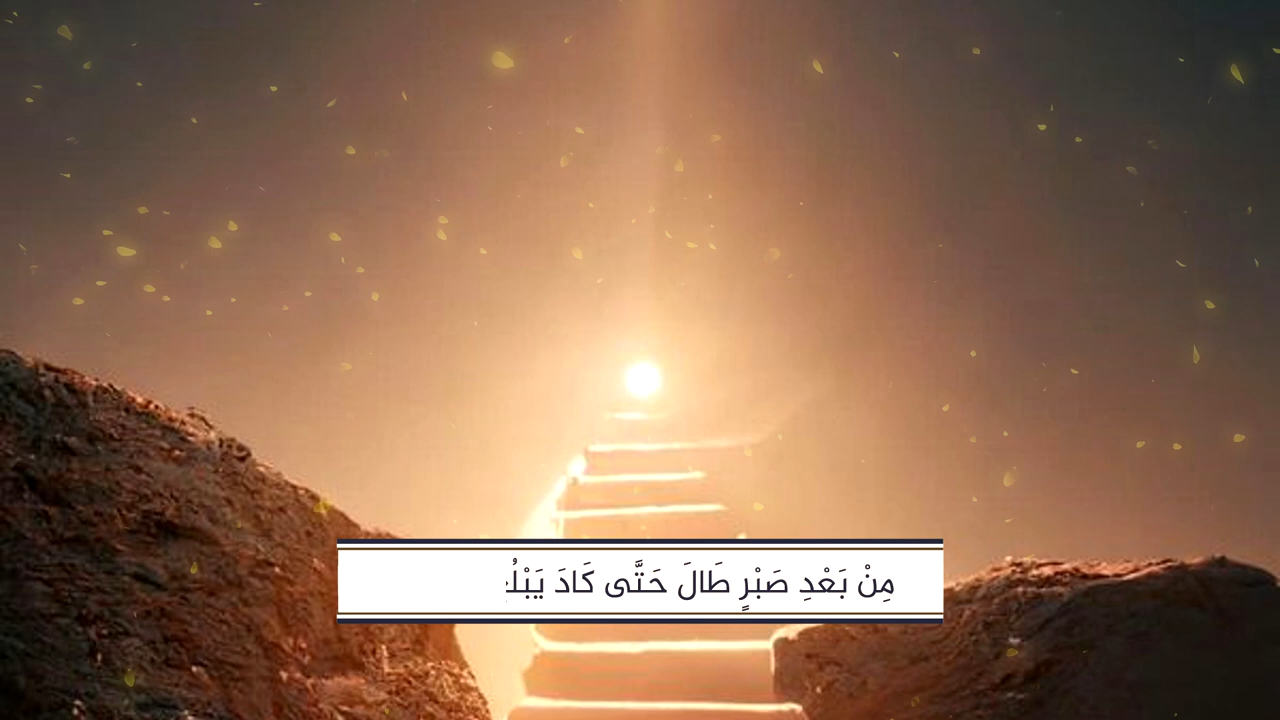 مِنْ بَعْدِ صَبْرٍ طَالَ حَتَّى كَادَ